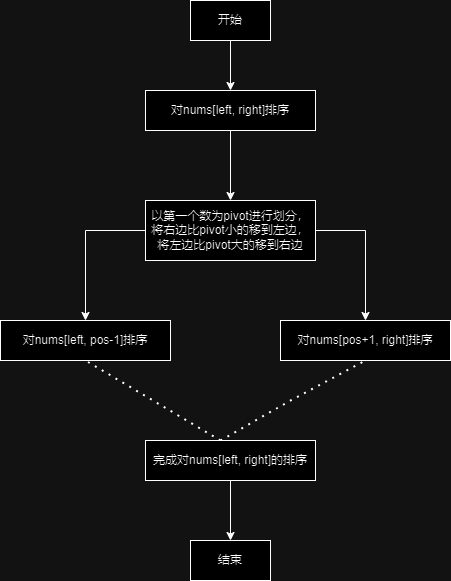 开始
对nums[left, right]排序
以第一个数为pivot进行划分，
将右边比pivot小的移到左边，
将左边比pivot大的移到右边
对nums[left, pos-1]排序
对nums[pos+1, right]排序
完成对nums[left, right]的排序
结束